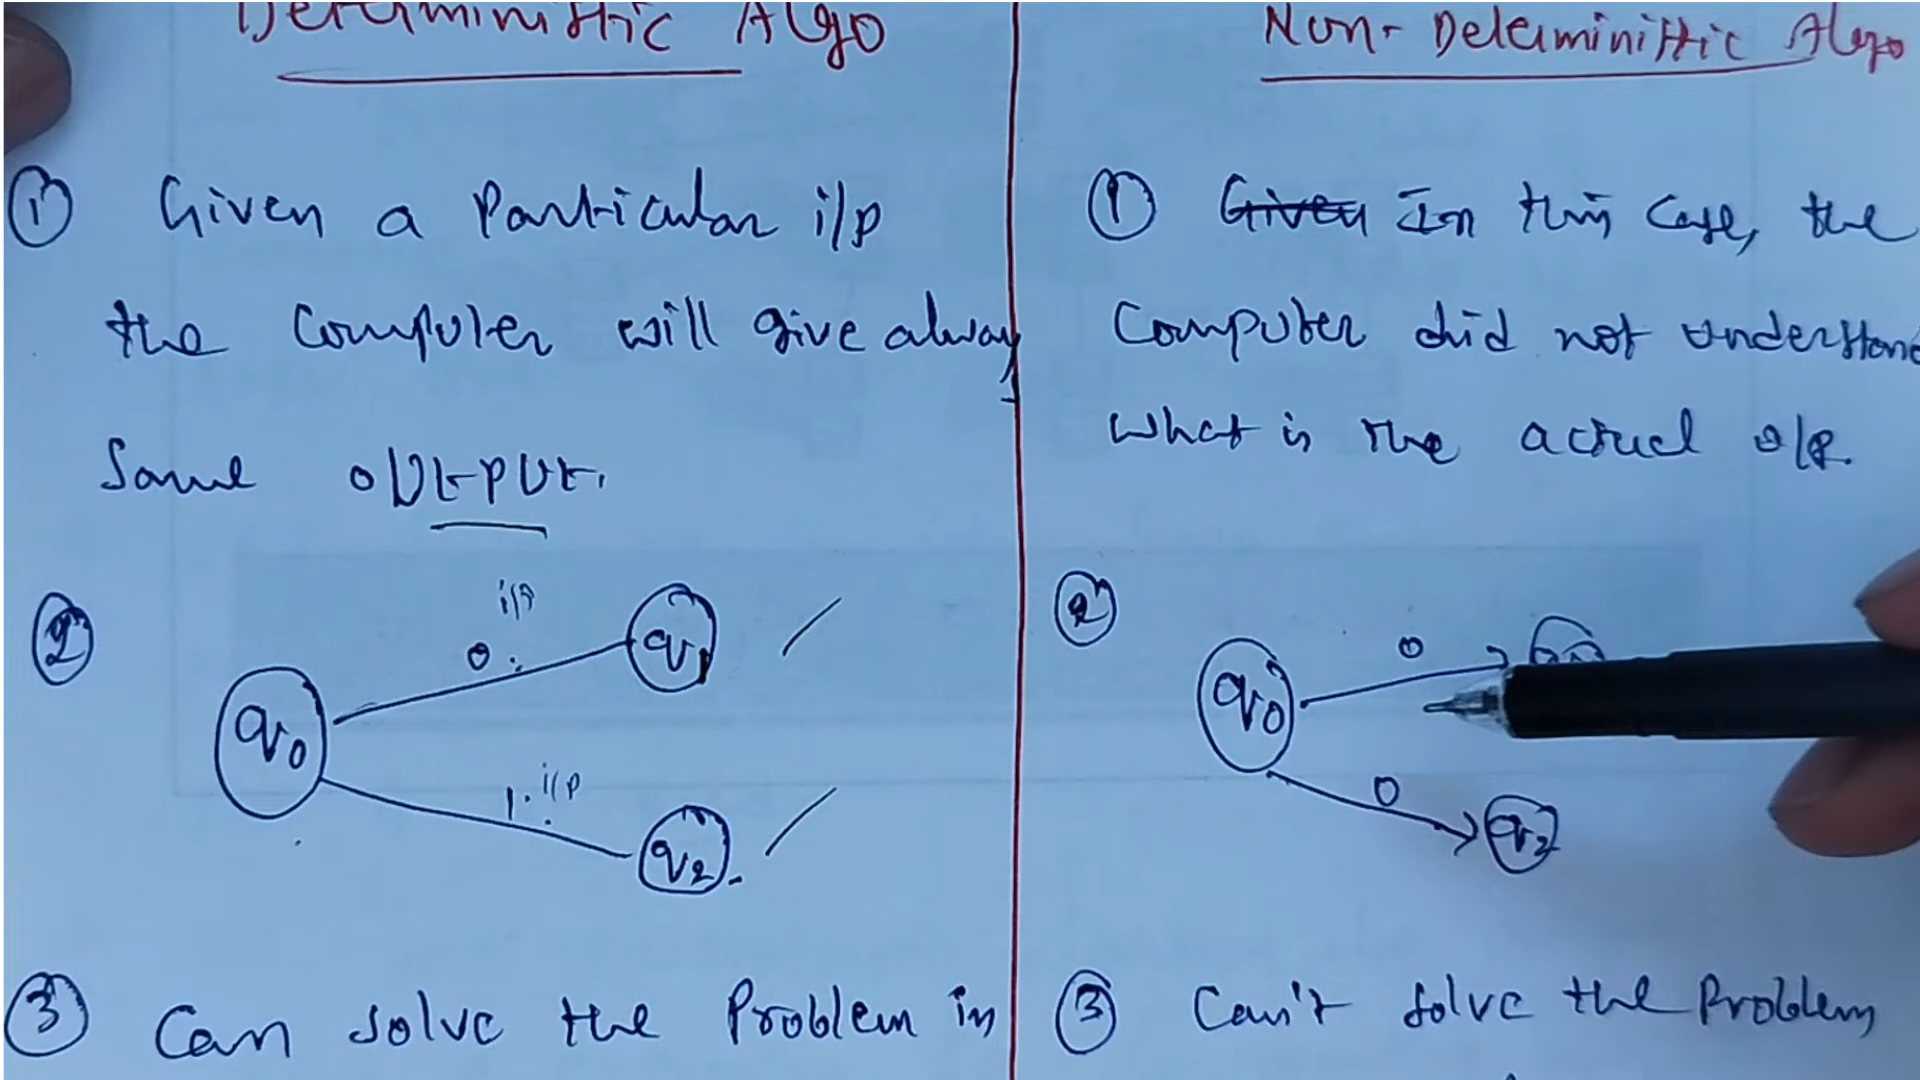 Deterministic Algo
① Given a Particular i/p
the Computer will give always
Same output.
②
i/p
0
q1
q0
1 i/p
q2
③ Can solve the Problem in
Non-Deterministic Algo
① Given In this Case, the
Computer did not understand
What is the actual o/p.
②
0
q0
0
q2
③ Can't solve the Problem